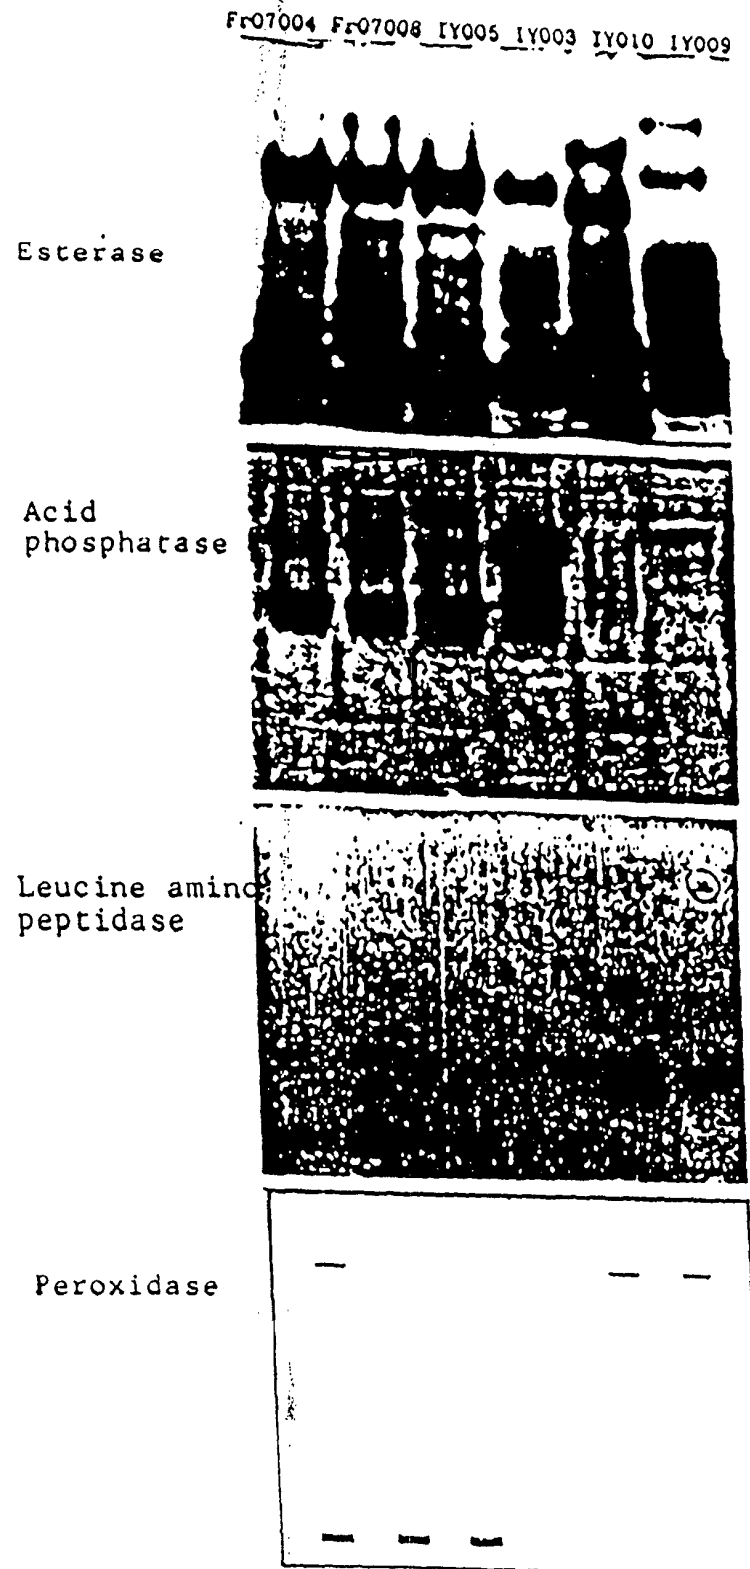 Fr07004 Fr07008 IY005 IY003 IY010 IY009
Esterase
Acid
phosphatase
Leucine amino
peptidase
Peroxidase